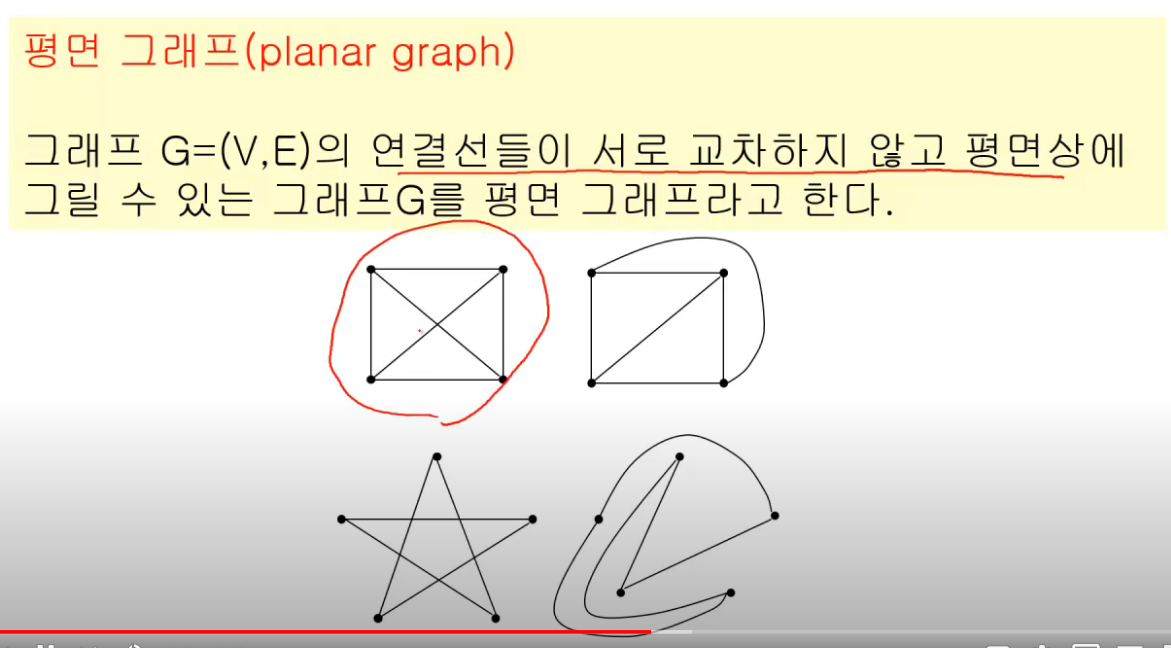 평면 그래프(planar graph)
그래프 G=(V,E)의 연결선들이 서로 교차하지 않고 평면상에
그릴 수 있는 그래프G를 평면 그래프라고 한다.